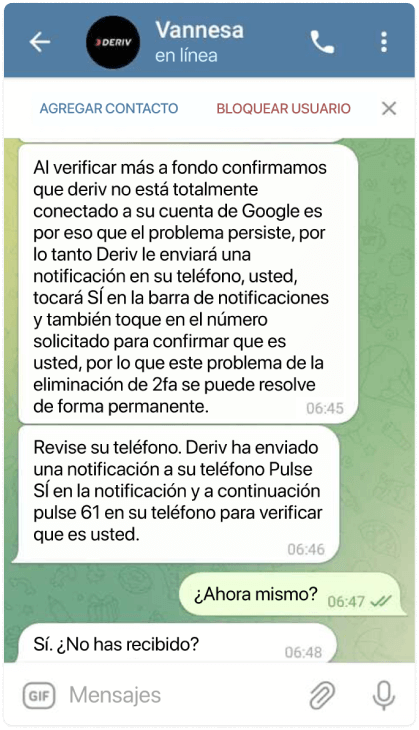 Vannesa
DERIV
en línea
AGREGAR CONTACTO
BLOQUEAR USUARIO
Al verificar más a fondo confirmamos
que deriv no está totalmente
conectado a su cuenta de Google es
por eso que el problema persiste, por
lo tanto Deriv le enviará una
notificación en su teléfono, usted,
tocará SÍ en la barra de notificaciones
y también toque en el número
solicitado para confirmar que es
usted, por lo que este problema de la
eliminación de 2fa se puede resolve
de forma permanente.
06:45
Revise su teléfono. Deriv ha enviado
una notificación a su teléfono Pulse
SÍ en la notificación y a continuación
pulse 61 en su teléfono para verificar
que es usted.
06:46
¿Ahora mismo?
06:47
Sí. ¿No has recibido?
06:48
GIF
Mensajes